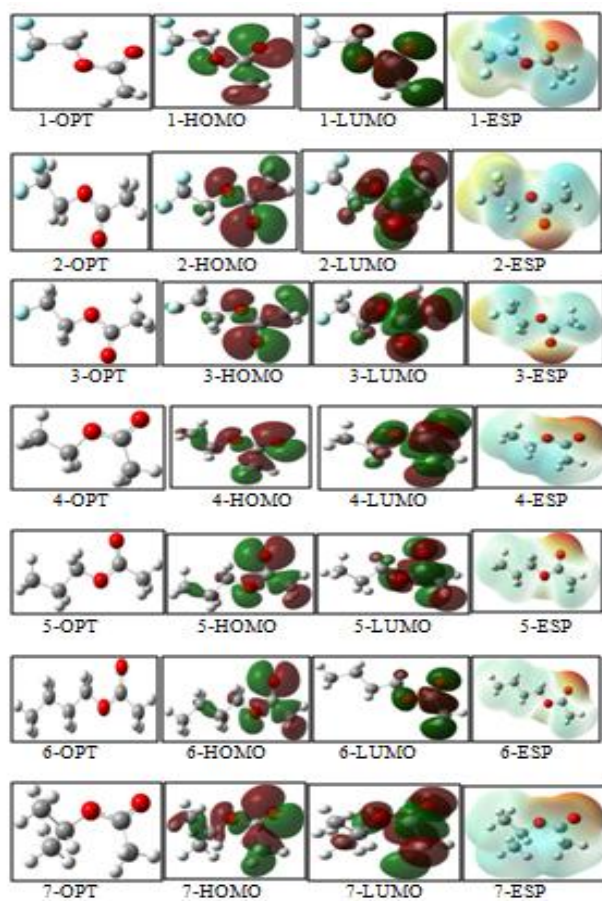 1-OPT 1-HOMO 1-LUMO 1-ESP
2-OPT 2-HOMO 2-LUMO 2-ESP
3-OPT 3-HOMO 3-LUMO 3-ESP
4-OPT 4-HOMO 4-LUMO 4-ESP
5-OPT 5-HOMO 5-LUMO 5-ESP
6-OPT 6-HOMO 6-LUMO 6-ESP
7-OPT 7-HOMO 7-LUMO 7-ESP